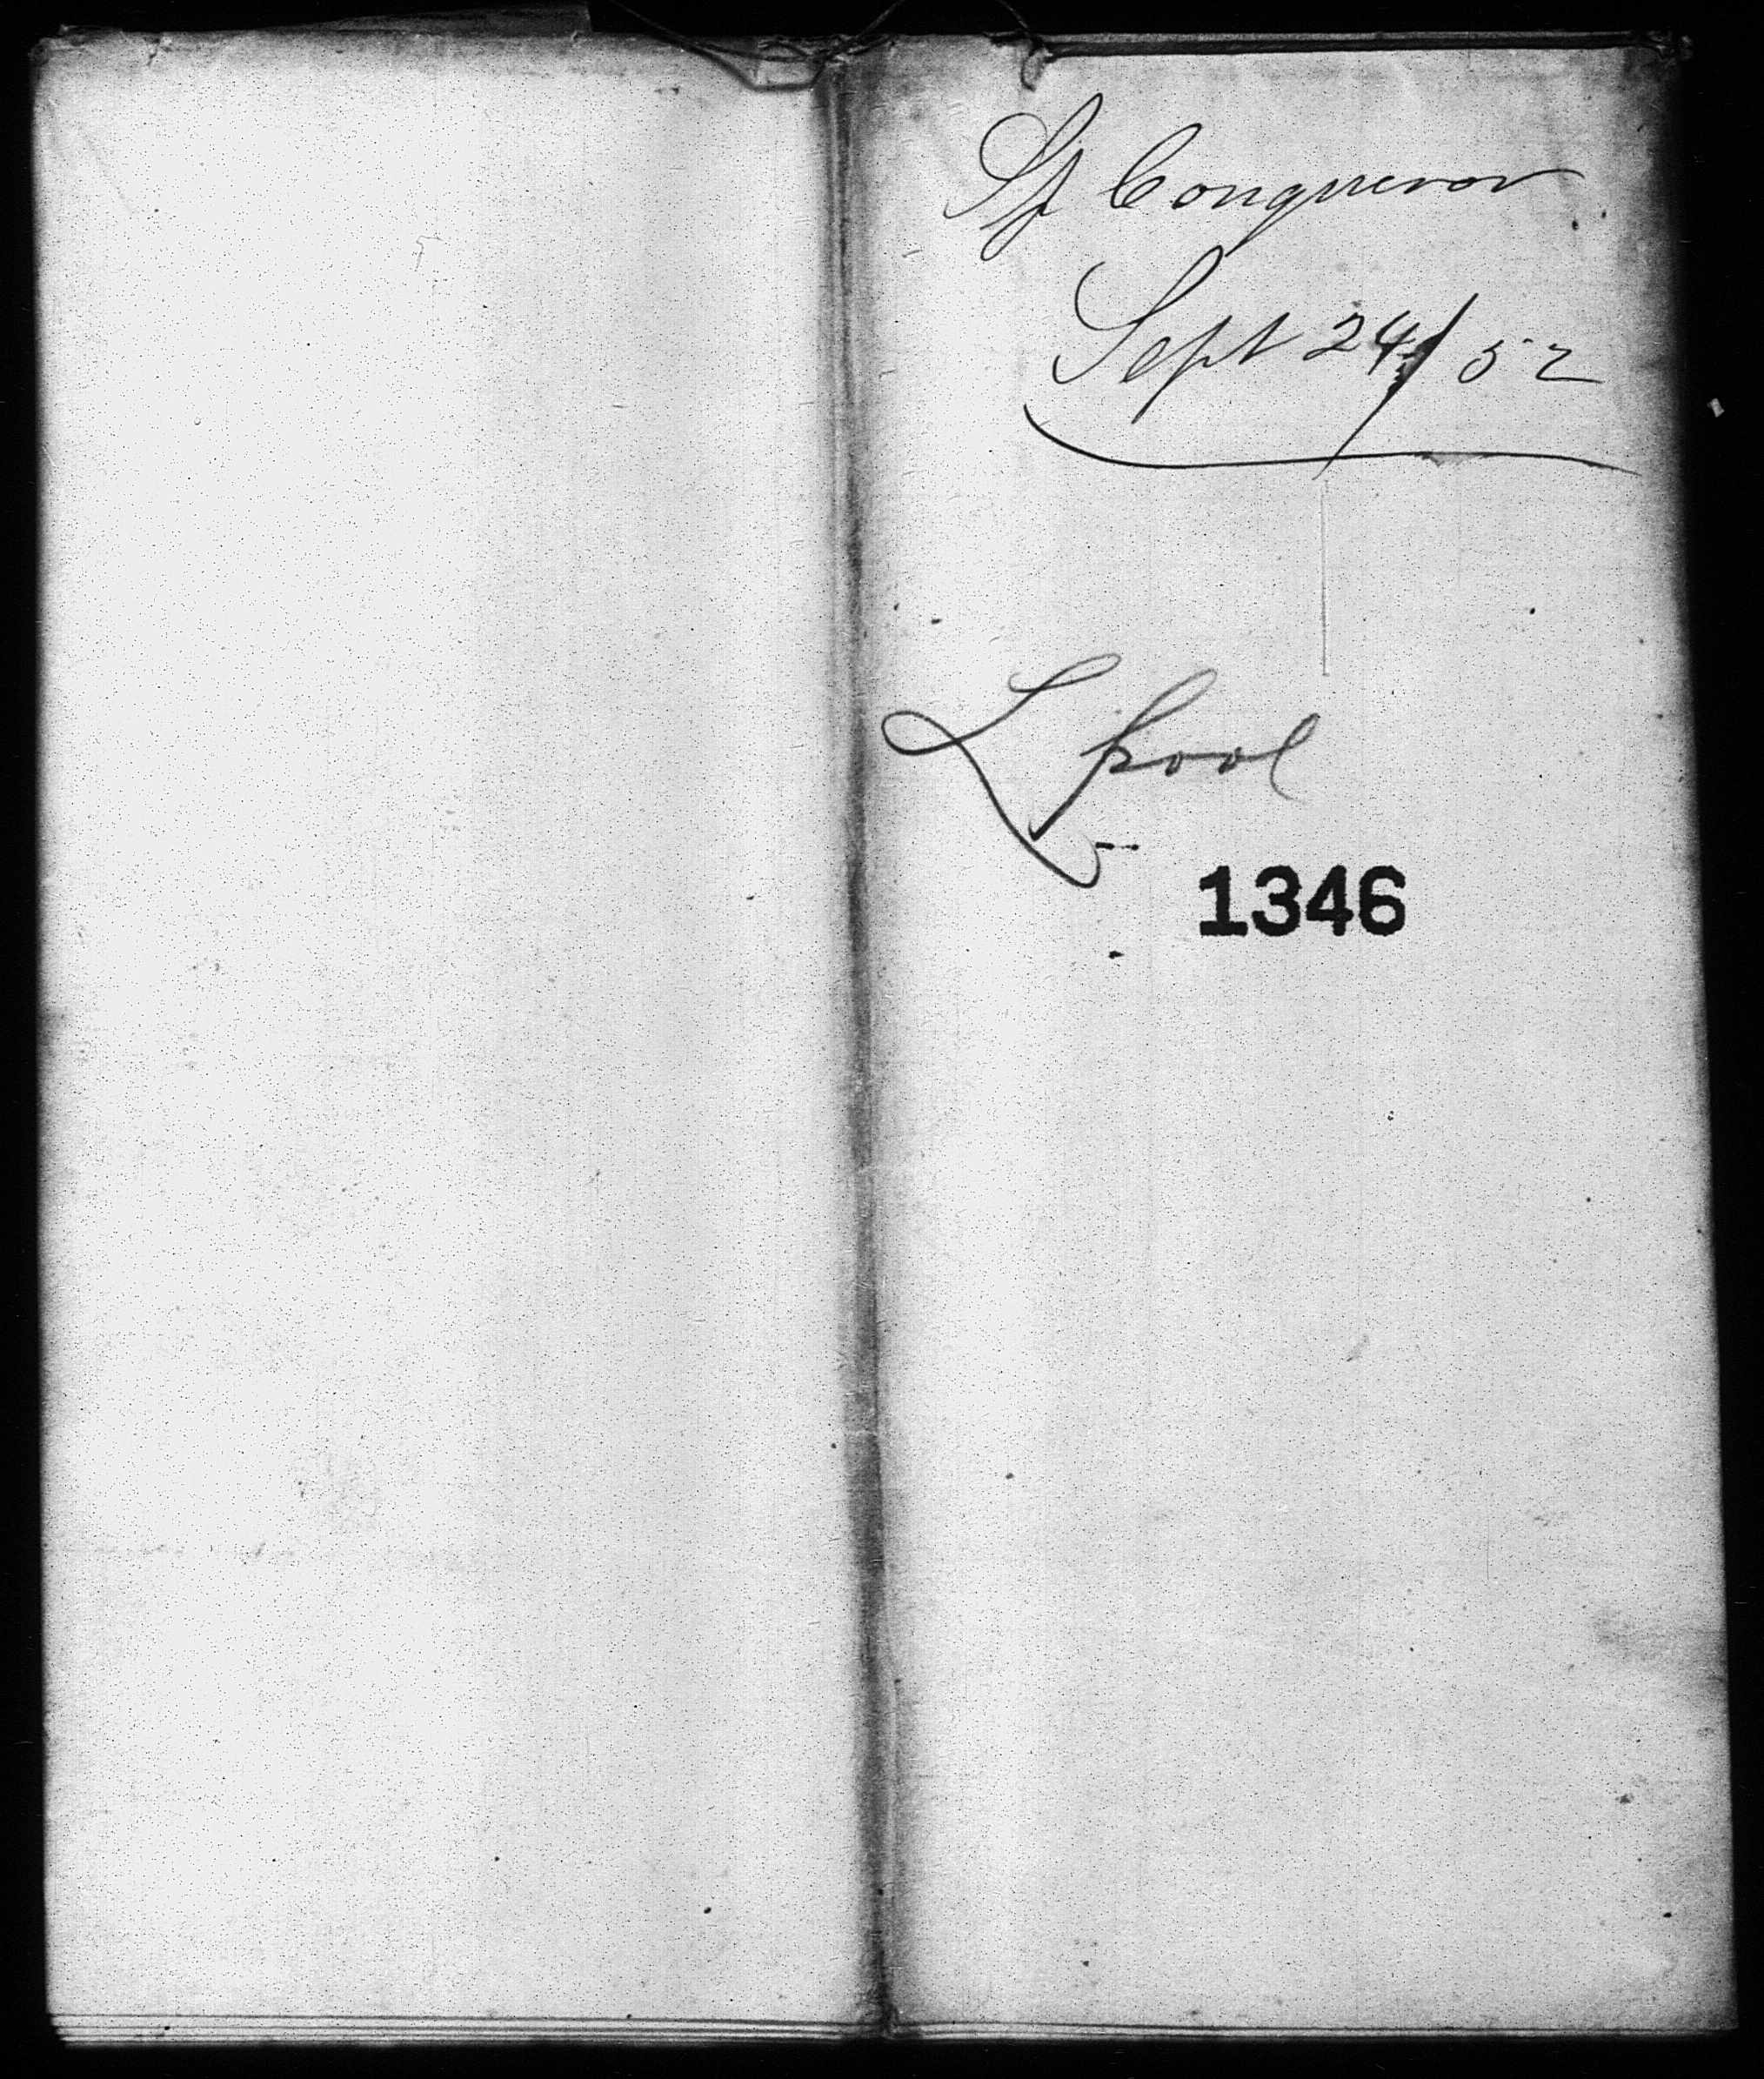 Sp Conqueror
Sept 24/52
L pool
1346